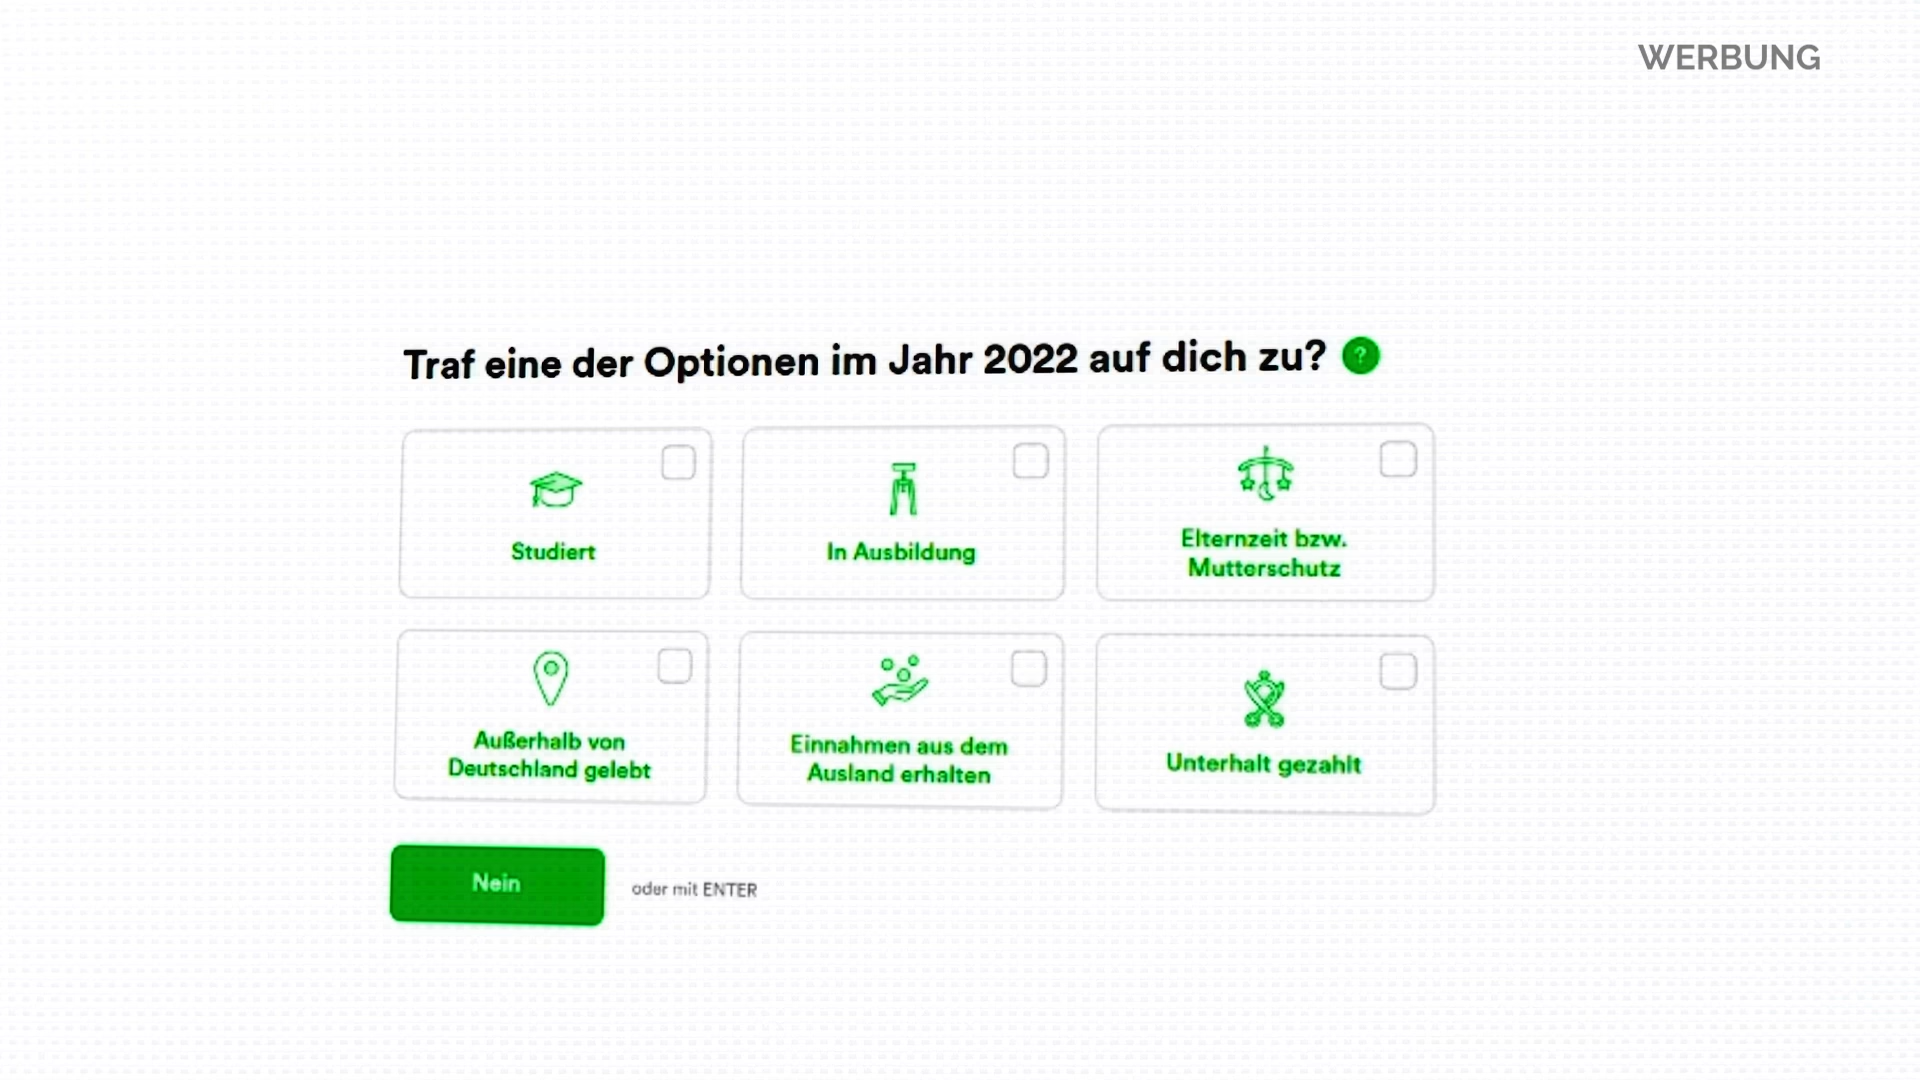 WERBUNG
Traf eine der Optionen im Jahr 2022 auf dich zu? ?
Studiert
In Ausbildung
Elternzeit bzw.
Mutterschutz
Außerhalb von
Deutschland gelebt
Einnahmen aus dem
Ausland erhalten
Unterhalt gezahlt
Nein
oder mit ENTER